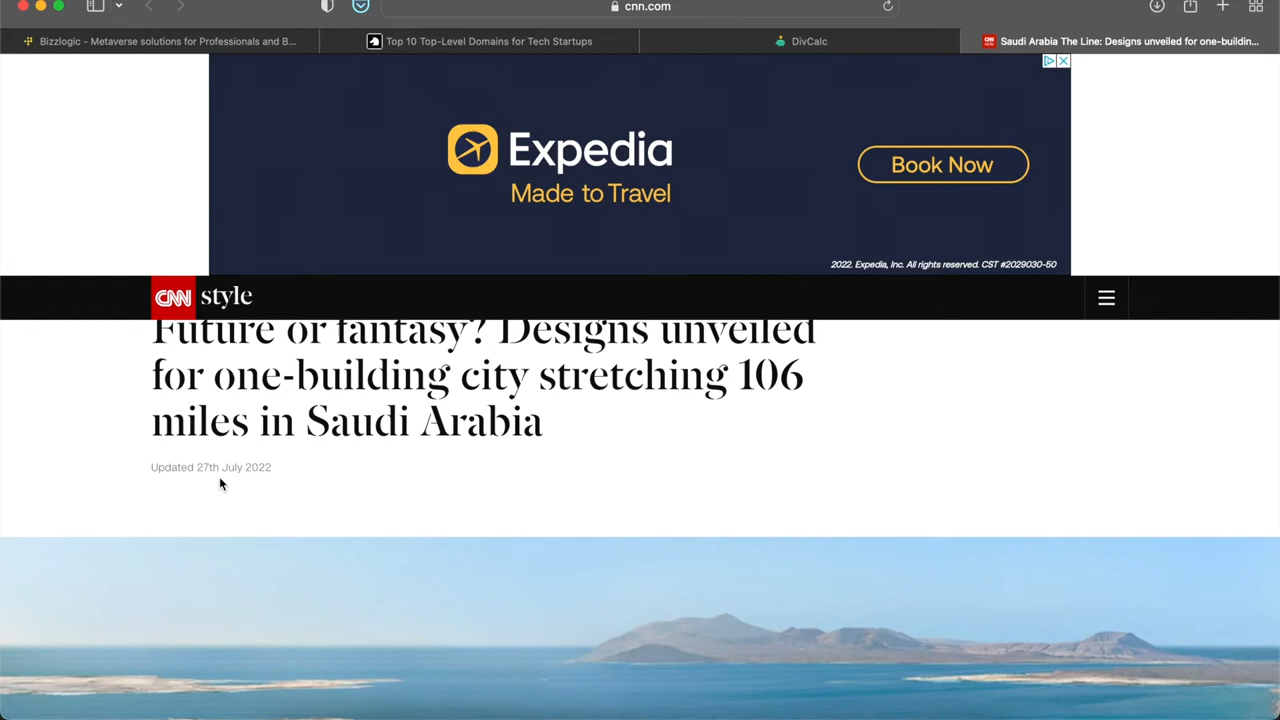 cnn.com
Bizzlogic - Metaverse solutions for Professionals and B...
Top 10 Top-Level Domains for Tech Startups
DivCalc
CNN style
Saudi Arabia The Line: Designs unveiled for one-buildin...
Expedia
Made to Travel
Book Now
2022. Expedia, Inc. All rights reserved. CST #2029030-50
CNN style
Future or fantasy? Designs unveiled
for one-building city stretching 106
miles in Saudi Arabia
Updated 27th July 2022